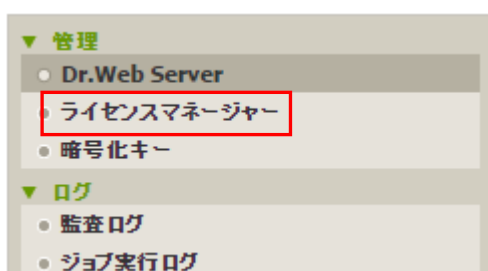 管理
Dr.Web Server
ライセンスマネージャー
暗号化キー
ログ
監査ログ
ジョブ実行ログ